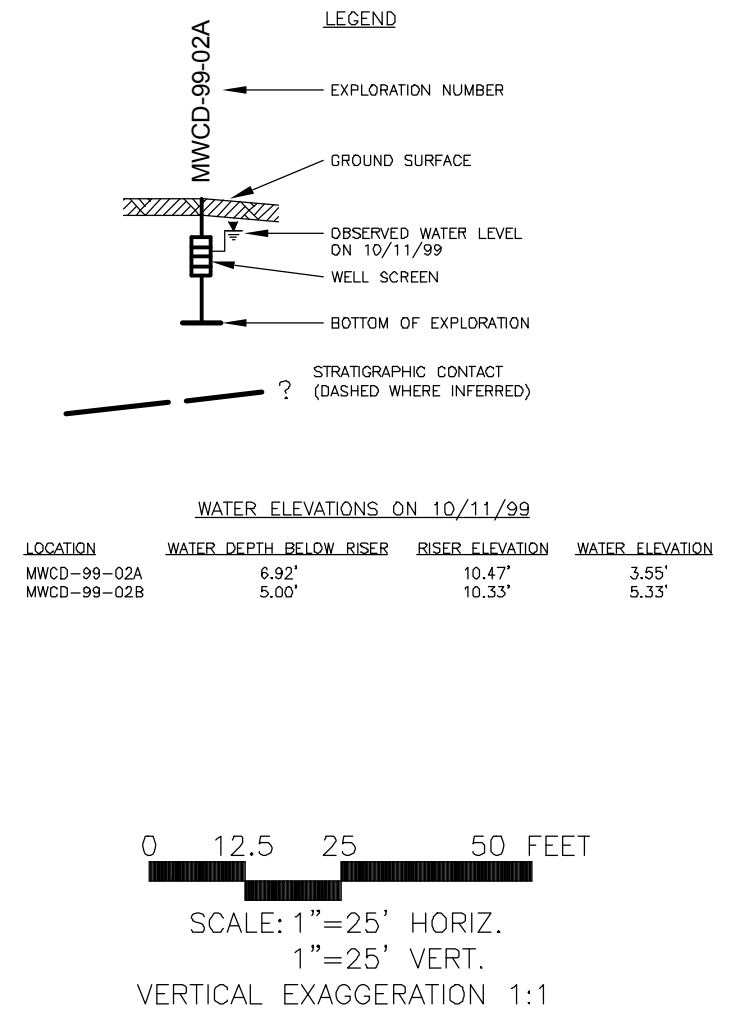 LEGEND
MWCD-99-02A
EXPLORATION NUMBER
GROUND SURFACE
OBSERVED WATER LEVEL
ON 10/11/99
WELL SCREEN
BOTTOM OF EXPLORATION
? STRATIGRAPHIC CONTACT
(DASHED WHERE INFERRED)
WATER ELEVATIONS ON 10/11/99
LOCATION WATER DEPTH BELOW RISER RISER ELEVATION WATER ELEVATION
MWCD-99-02A 6.92' 10.47' 3.55'
MWCD-99-02B 5.00' 10.33' 5.33'
0 12.5 25 50 FEET
SCALE: 1"=25' HORIZ.
1"=25' VERT.
VERTICAL EXAGGERATION 1:1